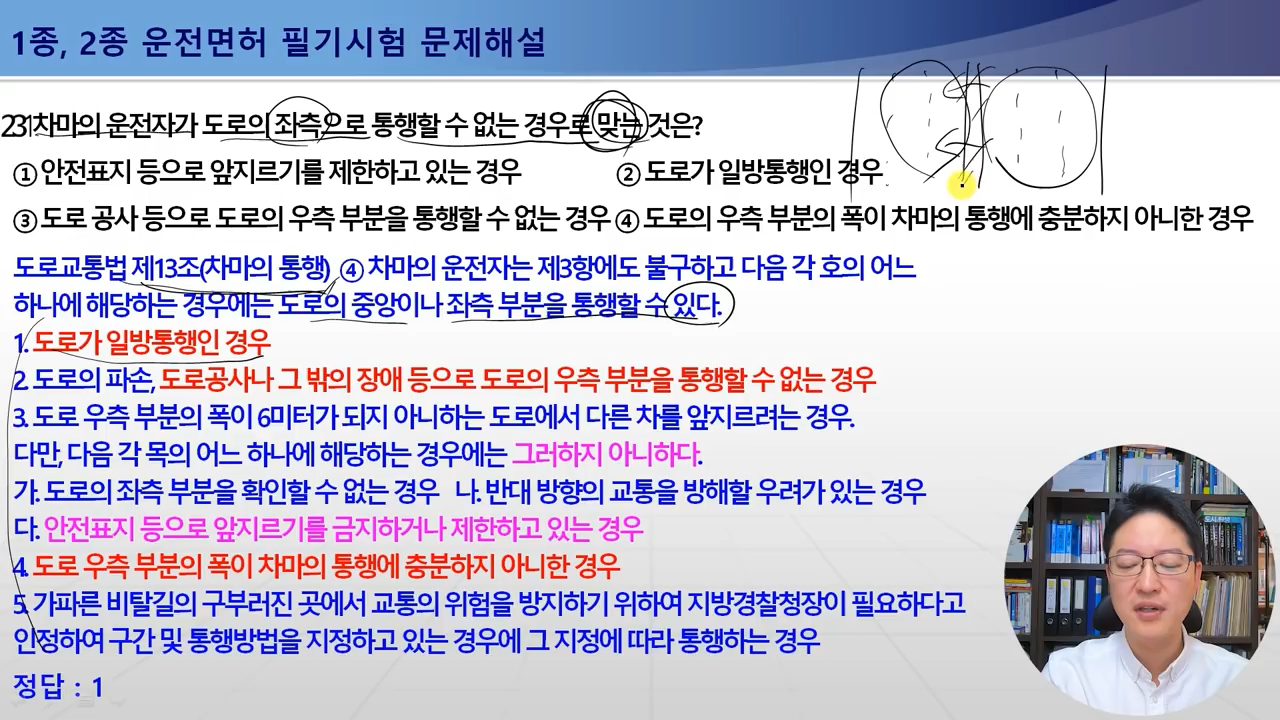 1종, 2종 운전면허 필기시험 문제해설
231차마의 운전자가 도로의 좌측으로 통행할 수 없는 경우로 맞는 것은?
① 안전표지 등으로 앞지르기를 제한하고 있는 경우 ② 도로가 일방통행인 경우
③ 도로 공사 등으로 도로의 우측 부분을 통행할 수 없는 경우 ④ 도로의 우측 부분의 폭이 차마의 통행에 충분하지 아니한 경우
도로교통법 제13조(차마의 통행) ④ 차마의 운전자는 제3항에도 불구하고 다음 각 호의 어느
하나에 해당하는 경우에는 도로의 중앙이나 좌측 부분을 통행할 수 있다.
1. 도로가 일방통행인 경우
2. 도로의 파손, 도로공사나 그 밖의 장애 등으로 도로의 우측 부분을 통행할 수 없는 경우
3. 도로 우측 부분의 폭이 6미터가 되지 아니하는 도로에서 다른 차를 앞지르려는 경우.
다만, 다음 각 목의 어느 하나에 해당하는 경우에는 그러하지 아니하다.
가. 도로의 좌측 부분을 확인할 수 없는 경우 나. 반대 방향의 교통을 방해할 우려가 있는 경우
다. 안전표지 등으로 앞지르기를 금지하거나 제한하고 있는 경우
4. 도로 우측 부분의 폭이 차마의 통행에 충분하지 아니한 경우
5. 가파른 비탈길의 구부러진 곳에서 교통의 위험을 방지하기 위하여 지방경찰청장이 필요하다고
인정하여 구간 및 통행방법을 지정하고 있는 경우에 그 지정에 따라 통행하는 경우
정답 : 1